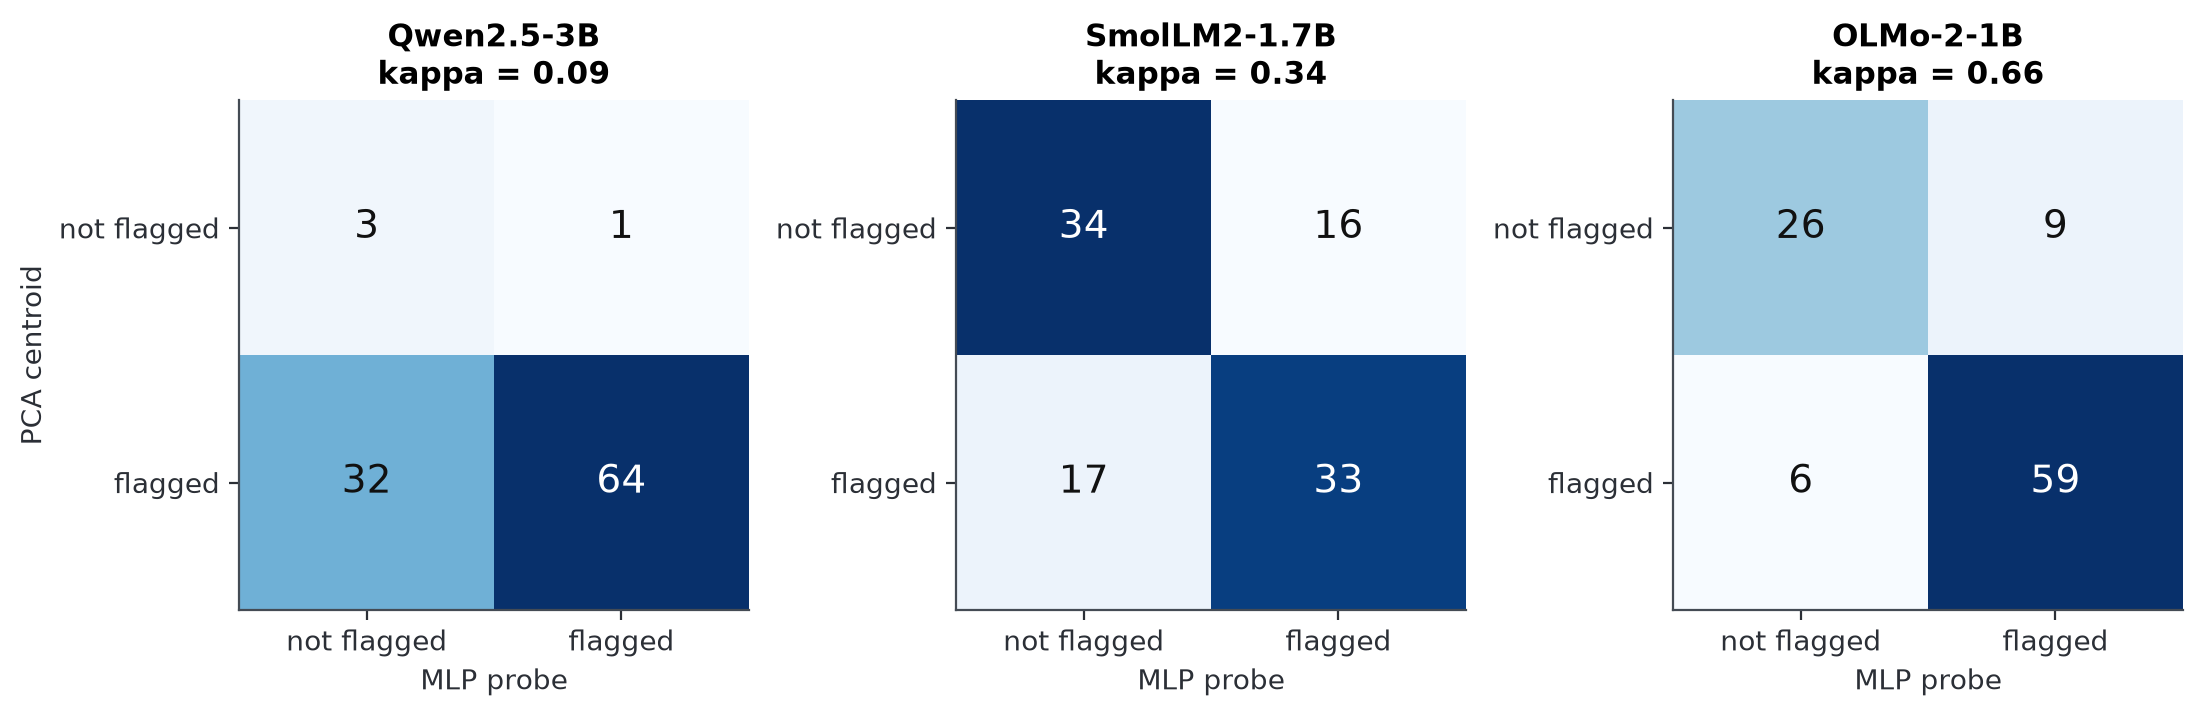 Qwen2.5-3B
kappa = 0.09
not flagged
flagged
PCA centroid
3
1
32
64
not flagged
flagged
MLP probe
SmolLM2-1.7B
kappa = 0.34
not flagged
flagged
34
16
17
33
not flagged
flagged
MLP probe
OLMo-2-1B
kappa = 0.66
not flagged
flagged
26
9
6
59
not flagged
flagged
MLP probe